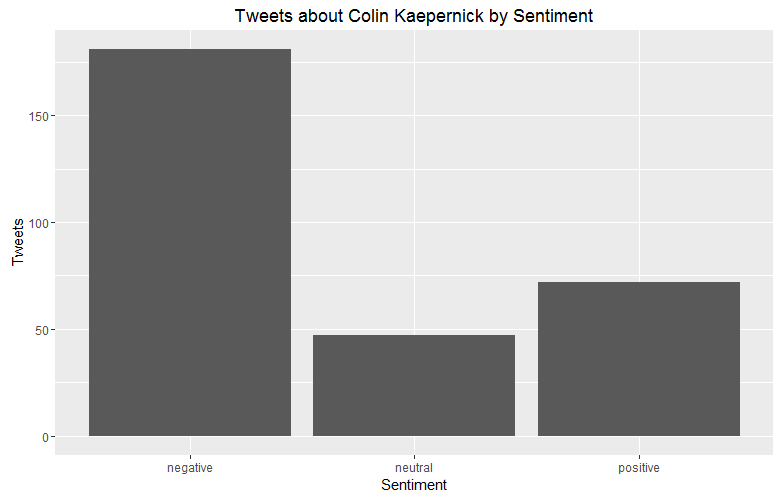 Tweets about Colin Kaepernick by Sentiment
Tweets
150
100
50
0
negative neutral positive
Sentiment